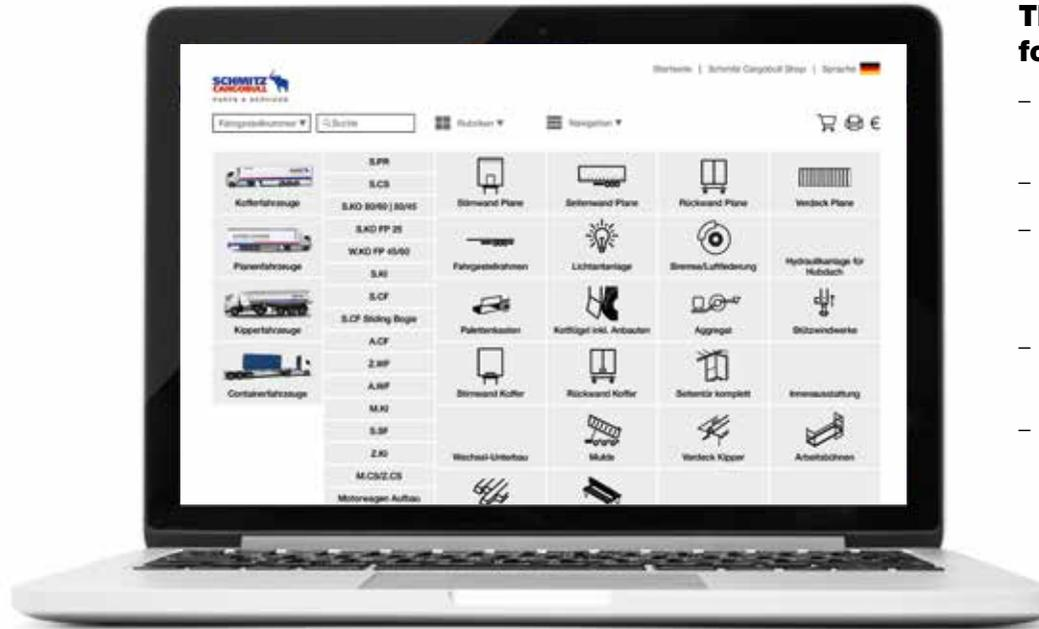 Th
fo
–
–
–
–
–
SCHMITZ
CARGOBULL
PARTS & SERVICES
Startseite | Schmitz Cargobull Shop | Sprache
Fahrgestellnummer ▼
Suche
Rubriken ▼
Navigation ▼
€
Kofferfahrzeuge
Planenfahrzeuge
Kipperfahrzeuge
Containerfahrzeuge
S.PR
S.CS
S.KO 80/60 | 80/45
S.KO FP 25
W.KO FP 45/60
S.KI
S.CF
S.CF Sliding Bogie
A.CF
Z.WF
A.WF
M.KI
S.SF
Z.KI
M.CS/Z.CS
Motorwagen Aufbau
Stirnwand Plane
Seitenwand Plane
Rückwand Plane
Verdeck Plane
Fahrgestellrahmen
Lichtantanlage
Bremse/Luftfederung
Hydraulikanlage für
Hubdach
Palettenkasten
Kotflügel inkl. Anbauten
Aggregat
Stützwindwerke
Stirnwand Koffer
Rückwand Koffer
Seitentür komplett
Innenausstattung
Wechsel-Unterbau
Mulde
Verdeck Kipper
Arbeitsbühnen